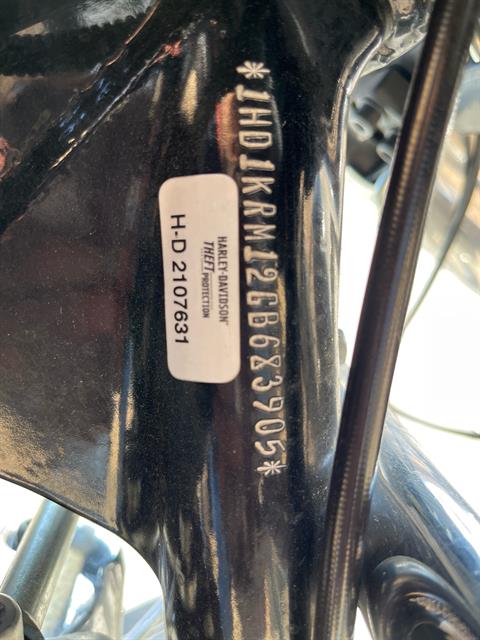 *1HD1KRM12GB683905*
HARLEY-DAVIDSON
THEFT PROTECTION
H-D 2107631